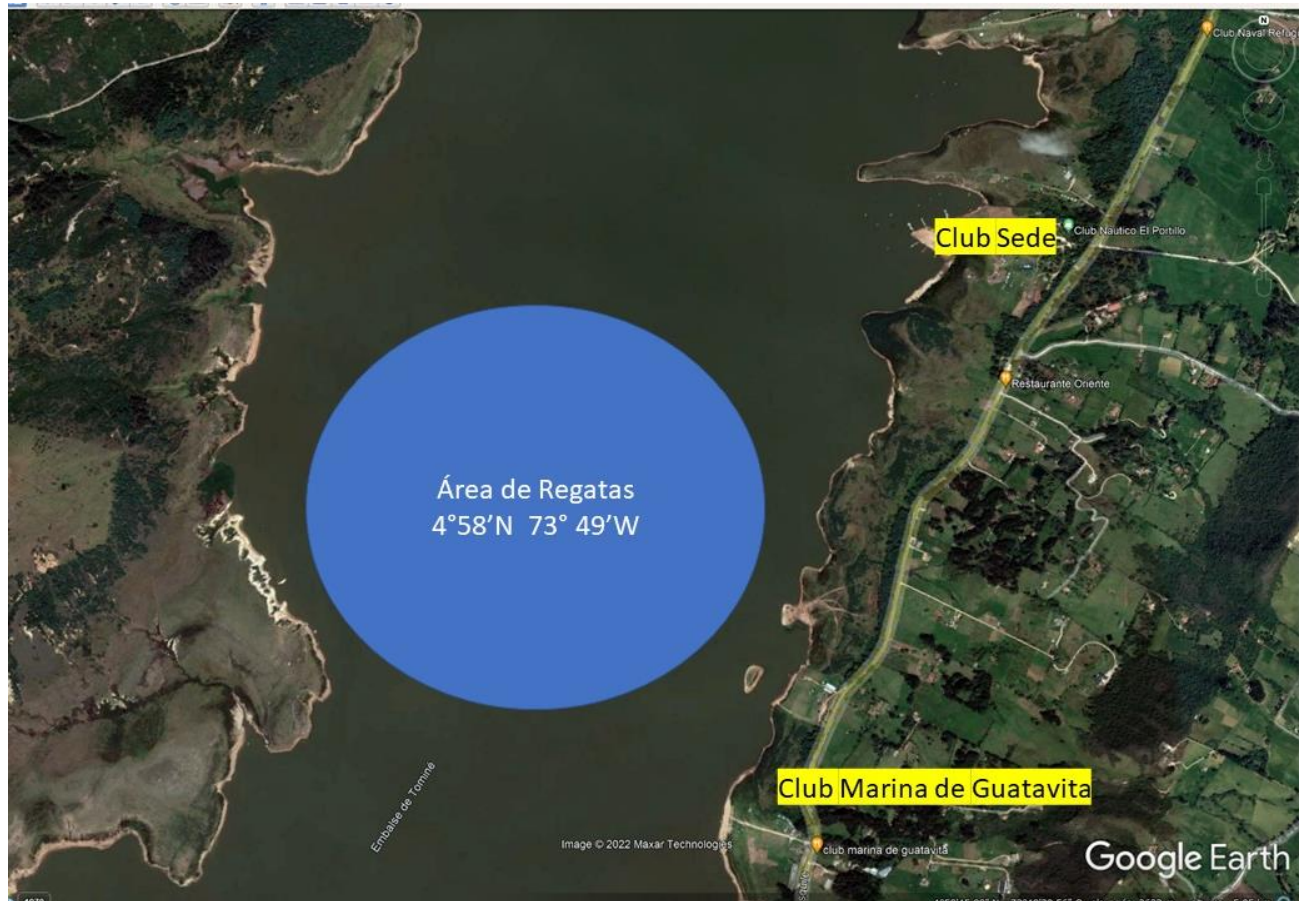 N
Club Naval Refug
Club Sede
Club Nautico El Portillo
Restaurante Oriente
Área de Regatas
4°58’N 73° 49’W
Embalse de Tominé
Club Marina de Guatavita
Image © 2022 Maxar Technologies
club marina de guatavita
Google Earth